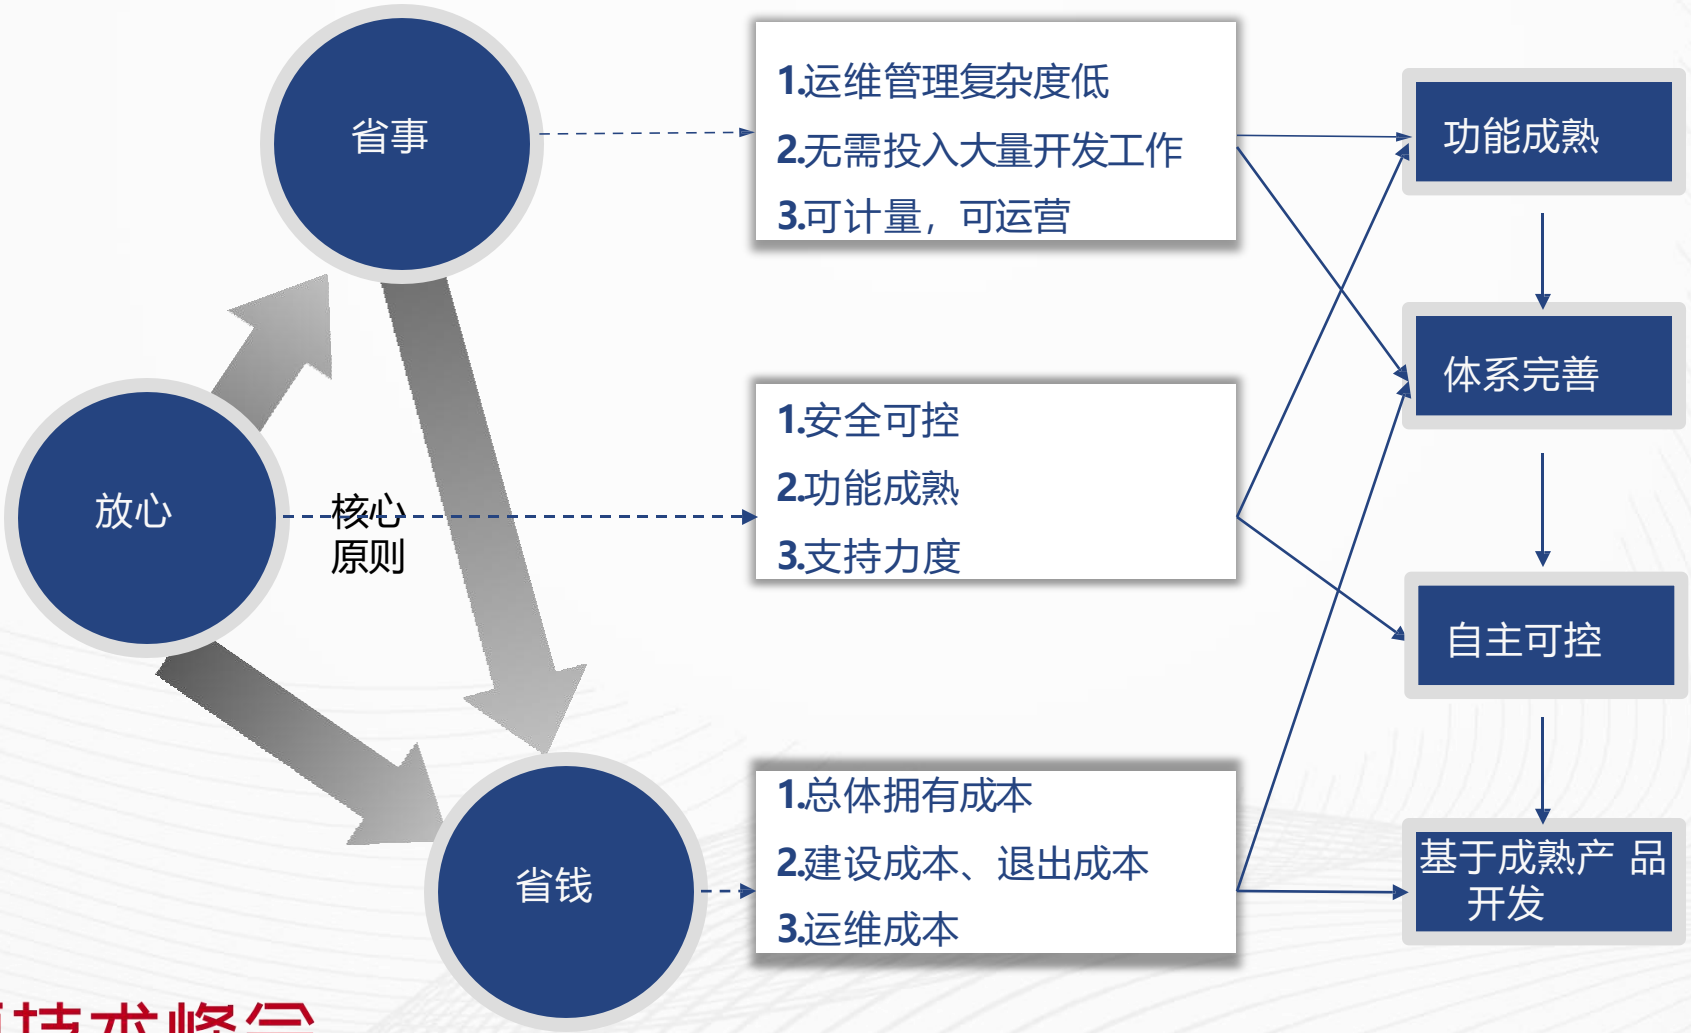 省事
1.运维管理复杂度低
2.无需投入大量开发工作
3.可计量，可运营
功能成熟
体系完善
放心
核心
原则
1.安全可控
2.功能成熟
3.支持力度
自主可控
省钱
1.总体拥有成本
2.建设成本、退出成本
3.运维成本
基于成熟产 品
开发
技术峰会